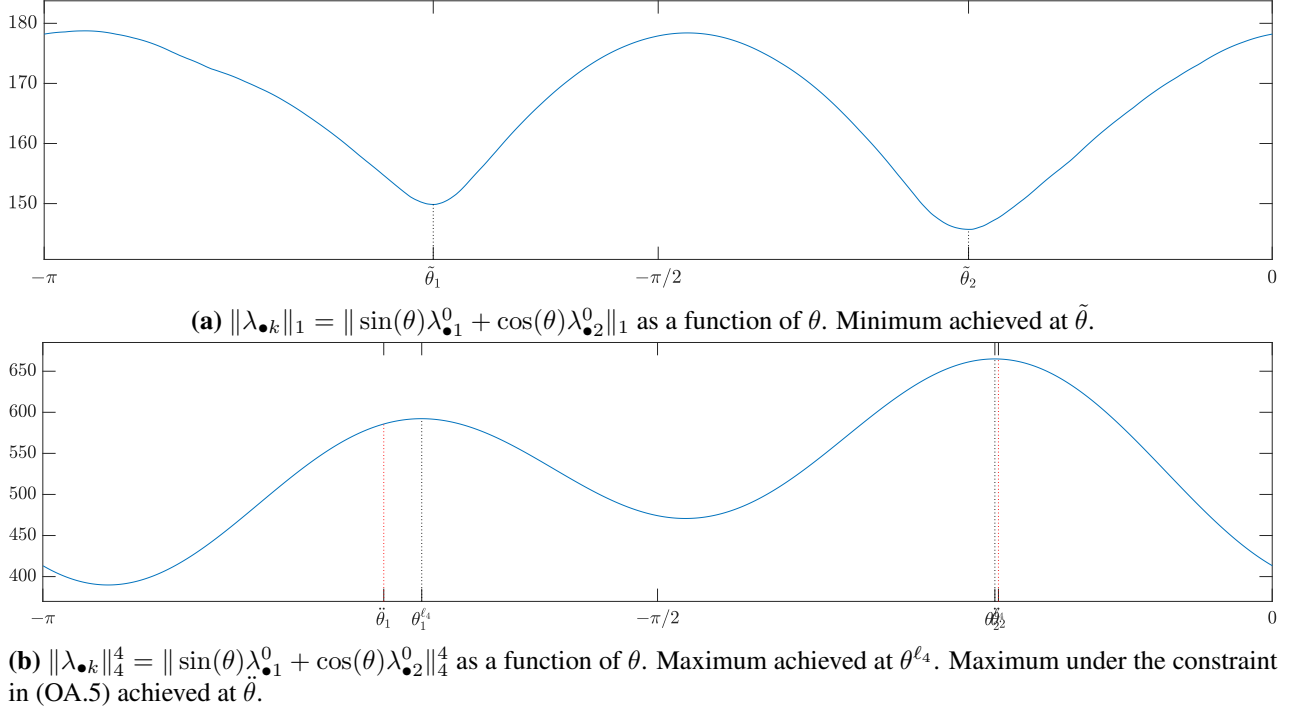 180
170
160
150
−π θ̃₁ −π/2 θ̃₂ 0
(a) ‖λ•k‖₁ = ‖ sin(θ)λ⁰•1 + cos(θ)λ⁰•2‖₁ as a function of θ. Minimum achieved at θ̃.
650
600
550
500
450
400
−π θ̈₁ θ₁^ℓ₄ −π/2 0
(b) ‖λ•k‖⁴₄ = ‖ sin(θ)λ⁰•1 + cos(θ)λ⁰•2‖⁴₄ as a function of θ. Maximum achieved at θ^ℓ₄. Maximum under the constraint
in (OA.5) achieved at θ̈.